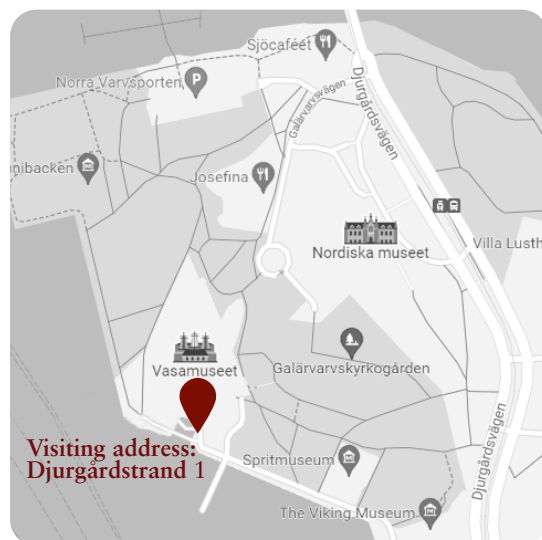 Sjöcaféet
Norra Varvsporten
P
Galärvarvsvägen
Djurgårdsvägen
unibacken
Josefina
Nordiska museet
Villa Lusth
Vasamuseet
Galärvarvskyrkogården
Visiting address:
Djurgårdstrand 1
Spritmuseum
Djurgårdsvägen
The Viking Museum